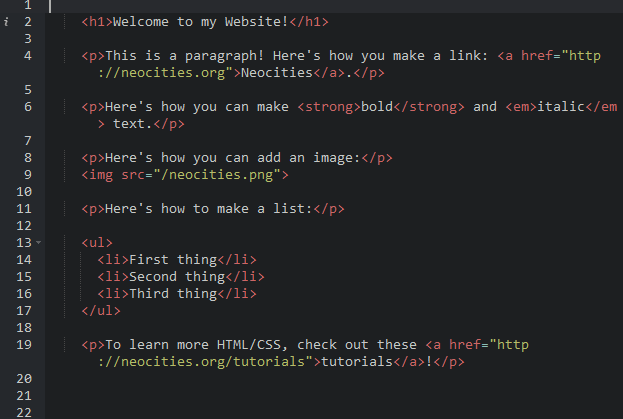 1
i 2 <h1>Welcome to my Website!</h1>
3
4 <p>This is a paragraph! Here's how you make a link: <a href="http
://neocities.org">Neocities</a>.</p>
5
6 <p>Here's how you can make <strong>bold</strong> and <em>italic</em
> text.</p>
7
8 <p>Here's how you can add an image:</p>
9 <img src="/neocities.png">
10
11 <p>Here's how to make a list:</p>
12
13 <ul>
14 <li>First thing</li>
15 <li>Second thing</li>
16 <li>Third thing</li>
17 </ul>
18
19 <p>To learn more HTML/CSS, check out these <a href="http
://neocities.org/tutorials">tutorials</a>!</p>
20
21
22